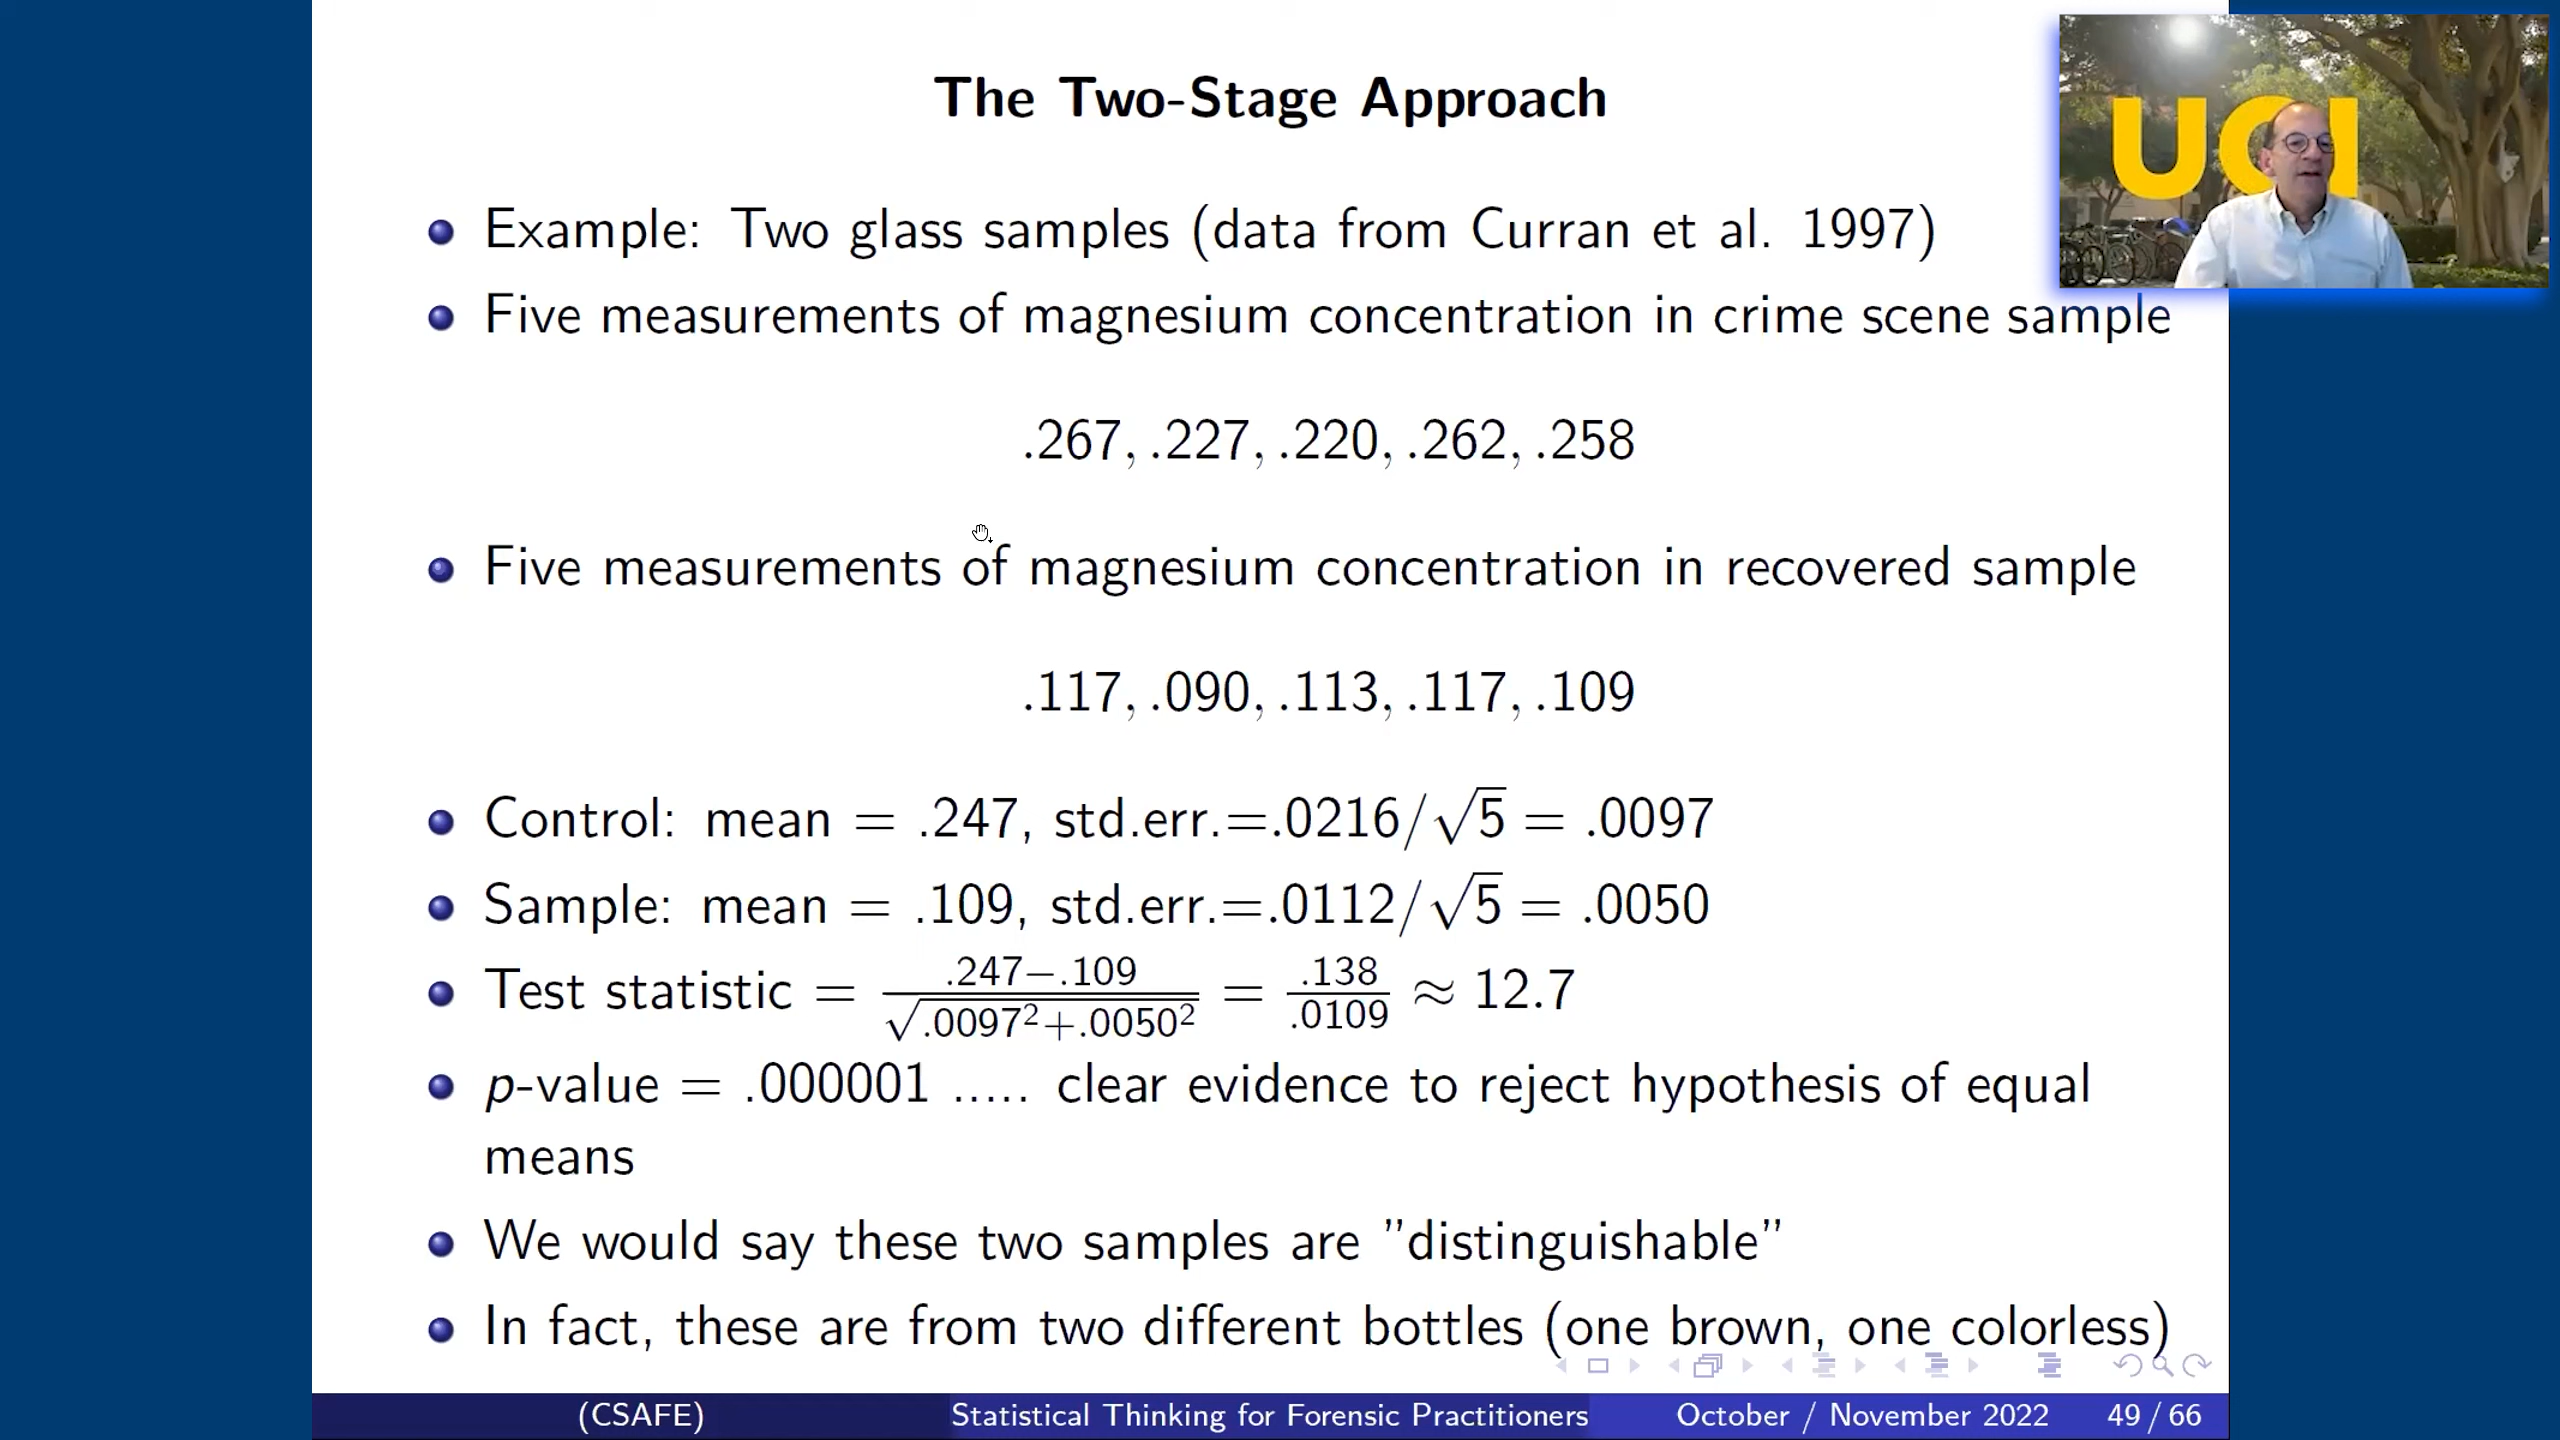 The Two-Stage Approach
UCI
Example: Two glass samples (data from Curran et al. 1997)
Five measurements of magnesium concentration in crime scene sample
.267, .227, .220, .262, .258
Five measurements of magnesium concentration in recovered sample
.117, .090, .113, .117, .109
Control: mean = .247, std.err.=.0216/√5 = .0097
Sample: mean = .109, std.err.=.0112/√5 = .0050
Test statistic = .247−.109/√.0097²+.0050² = .138/.0109 ≈ 12.7
p-value = .000001 ..... clear evidence to reject hypothesis of equal
means
We would say these two samples are ”distinguishable”
In fact, these are from two different bottles (one brown, one colorless)
(CSAFE) Statistical Thinking for Forensic Practitioners October / November 2022 49 / 66